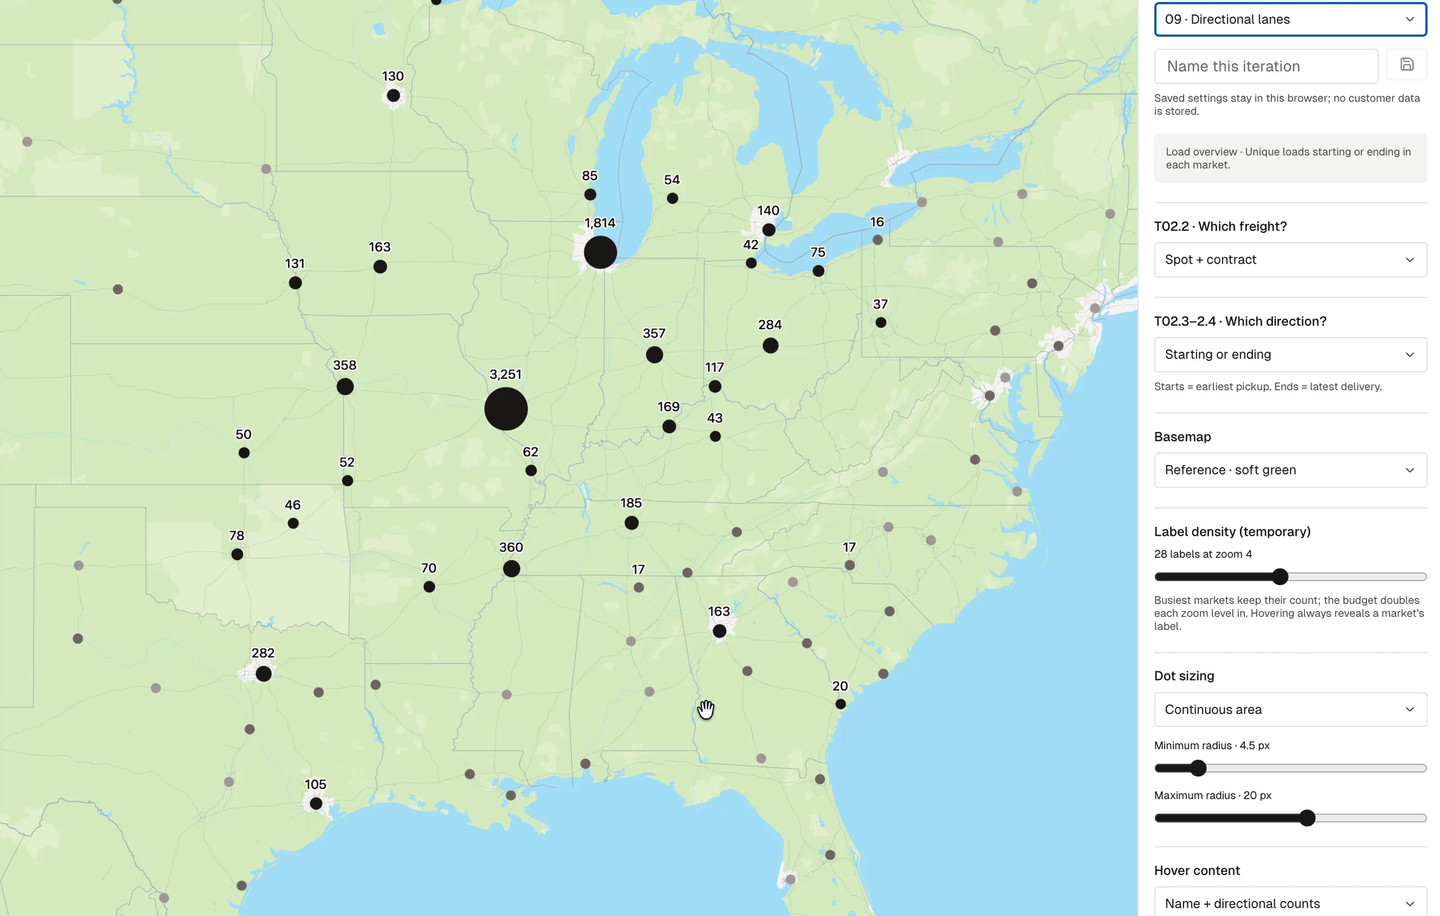 130
85
54
1,814
140
16
42
75
163
131
37
357
284
117
358
3,251
169
43
50
62
52
46
185
78
360
70
17
17
163
282
20
105
09 · Directional lanes
Name this iteration
Saved settings stay in this browser; no customer data
is stored.
Load overview · Unique loads starting or ending in
each market.
T02.2 · Which freight?
Spot + contract
T02.3–2.4 · Which direction?
Starting or ending
Starts = earliest pickup. Ends = latest delivery.
Basemap
Reference · soft green
Label density (temporary)
28 labels at zoom 4
Busiest markets keep their count; the budget doubles
each zoom level in. Hovering always reveals a market's
label.
Dot sizing
Continuous area
Minimum radius · 4.5 px
Maximum radius · 20 px
Hover content
Name + directional counts